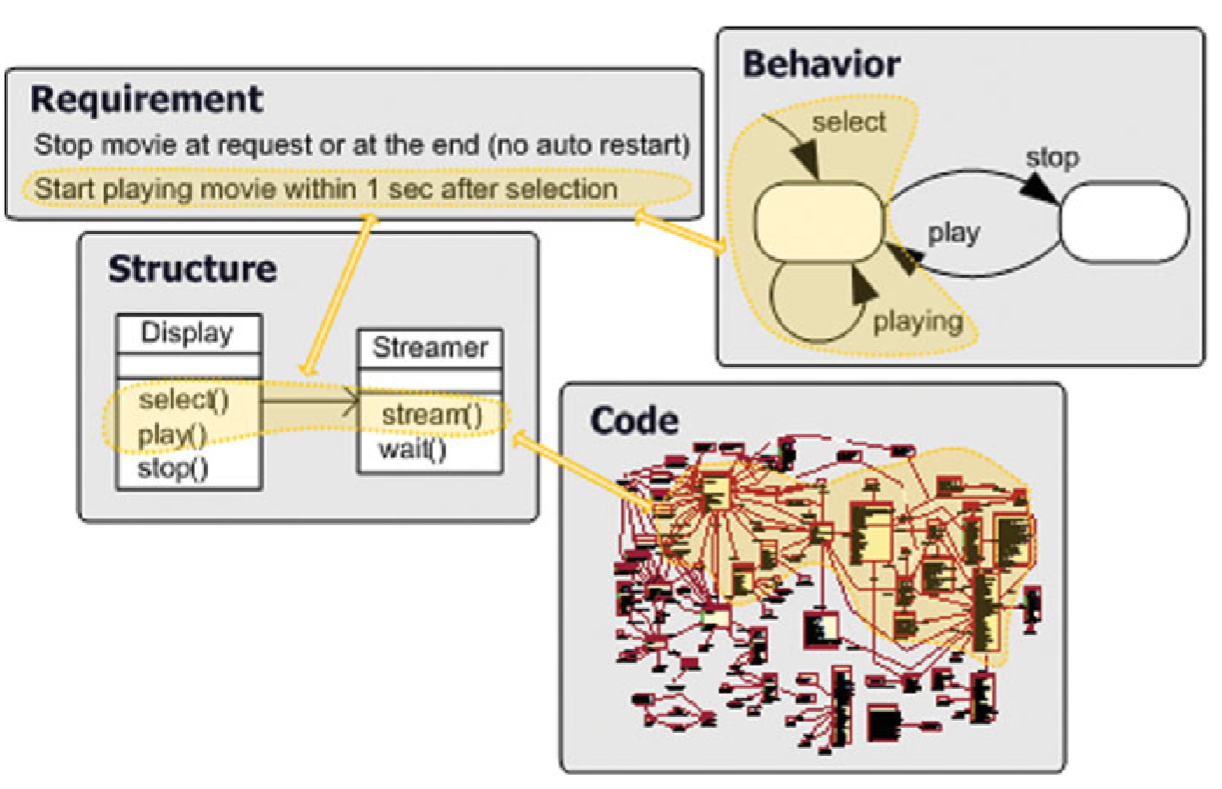 Requirement
Stop movie at request or at the end (no auto restart)
Start playing movie within 1 sec after selection
Behavior
select
stop
play
playing
Structure
Display
select()
play()
stop()
Streamer
stream()
wait()
Code